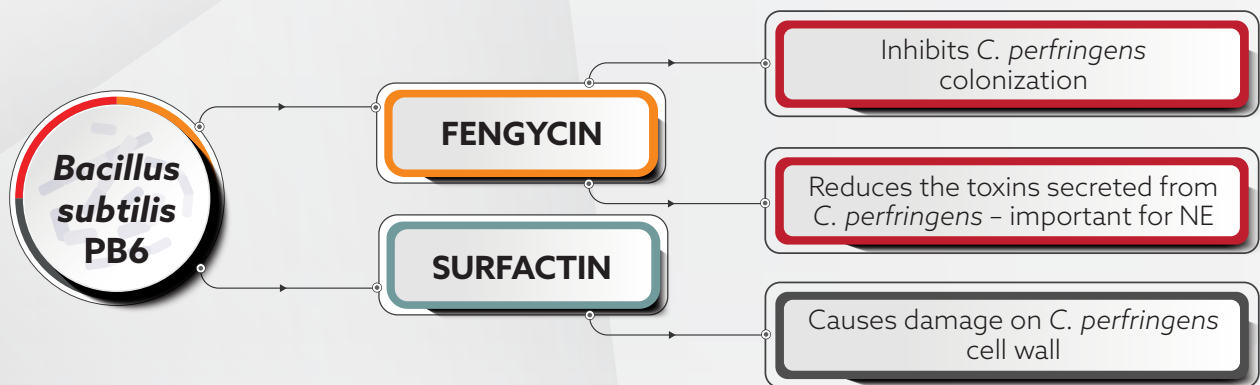 Bacillus
subtilis
PB6
FENGYCIN
SURFACTIN
Inhibits C. perfringens
colonization
Reduces the toxins secreted from
C. perfringens – important for NE
Causes damage on C. perfringens
cell wall